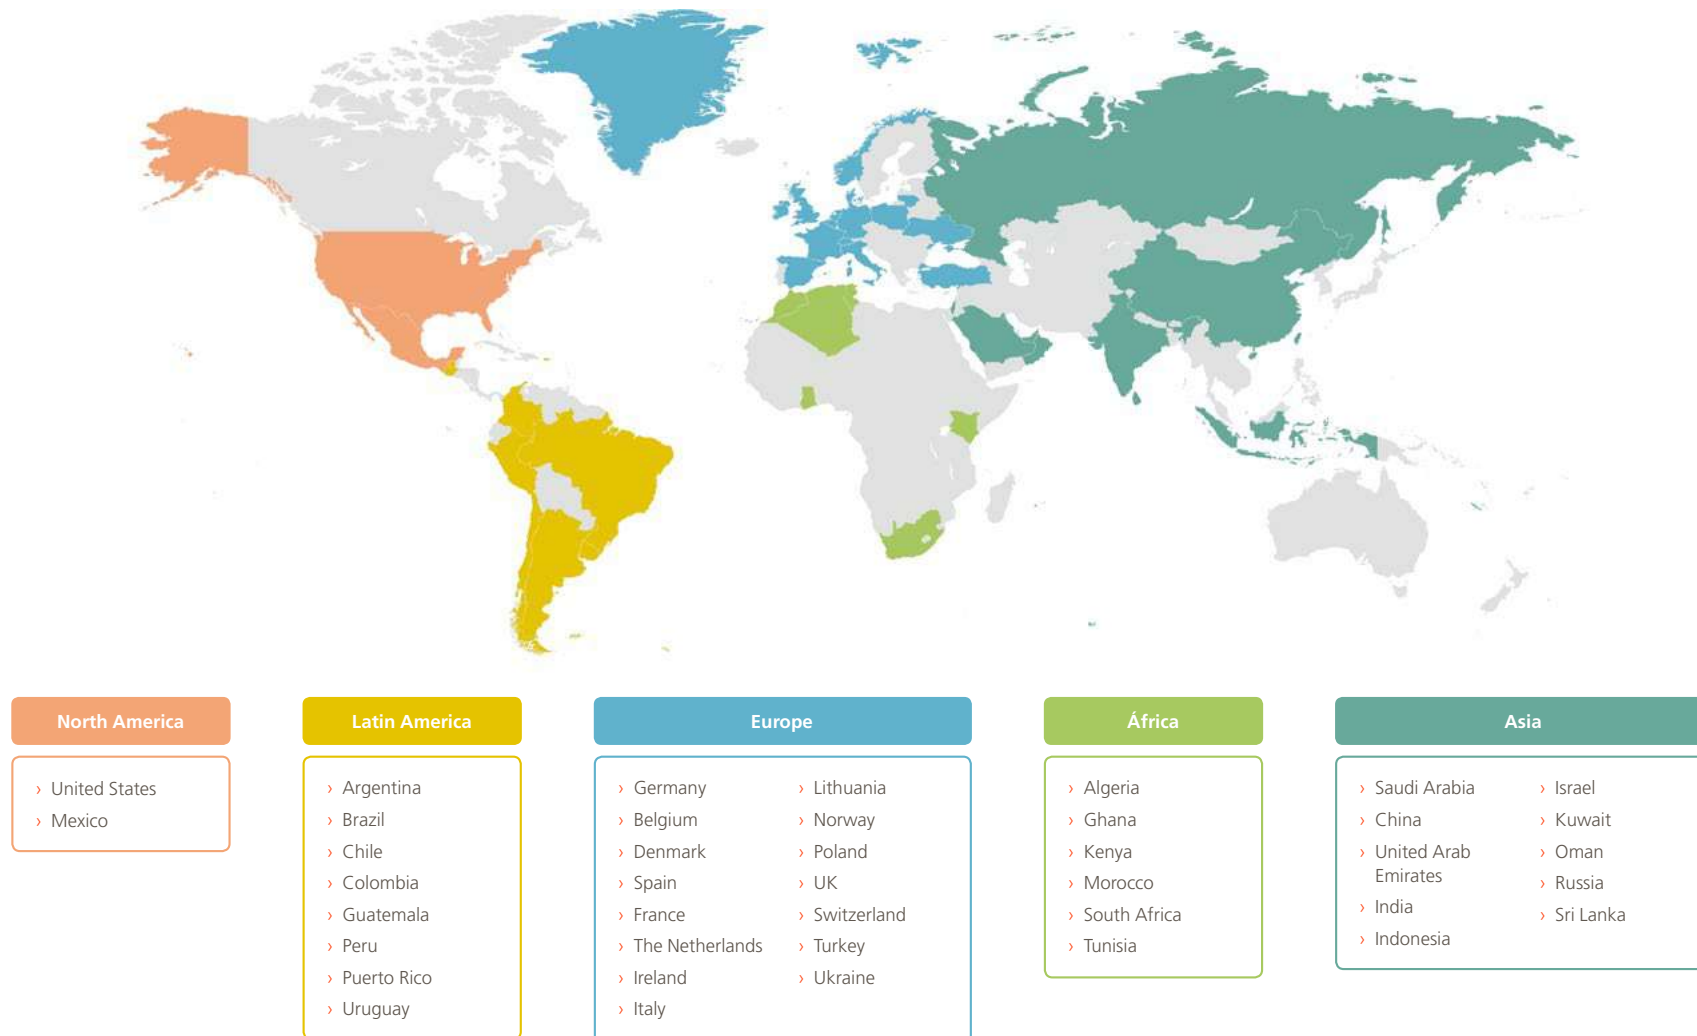 North America
› United States
› Mexico
Latin America
› Argentina
› Brazil
› Chile
› Colombia
› Guatemala
› Peru
› Puerto Rico
› Uruguay
Europe
› Germany
› Belgium
› Denmark
› Spain
› France
› The Netherlands
› Ireland
› Italy
› Lithuania
› Norway
› Poland
› UK
› Switzerland
› Turkey
› Ukraine
África
› Algeria
› Ghana
› Kenya
› Morocco
› South Africa
› Tunisia
Asia
› Saudi Arabia
› China
› United Arab
Emirates
› India
› Indonesia
› Israel
› Kuwait
› Oman
› Russia
› Sri Lanka